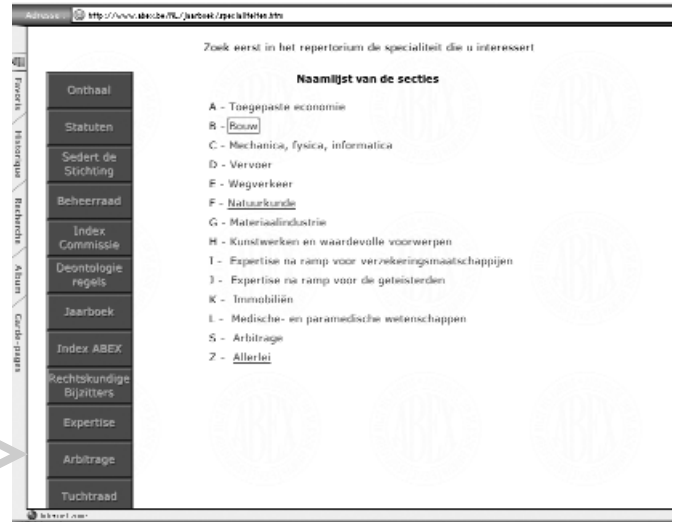 Adresse
http://www.abex.be/NL/Jaarboek/specialiteiten.htm
Favoris
Historique
Recherche
Album
Garde-pages
Onthaal
Statuten
Sedert de
Stichting
Beheerraad
Index
Commissie
Deontologie
regels
Jaarboek
Index ABEX
Rechtskundige
Bijzitters
Expertise
Arbitrage
Tuchtraad
Zoek eerst in het repertorium de specialiteit die u interessert
Naamlijst van de secties
A - Toegepaste economie
B - Bouw
C - Mechanica, fysica, informatica
D - Vervoer
E - Wegverkeer
F - Natuurkunde
G - Materiaalindustrie
H - Kunstwerken en waardevolle voorwerpen
I - Expertise na ramp voor verzekeringsmaatschappijen
J - Expertise na ramp voor de geteisterden
K - Immobiliën
L - Medische- en paramedische wetenschappen
S - Arbitrage
Z - Allerlei
Internet zone